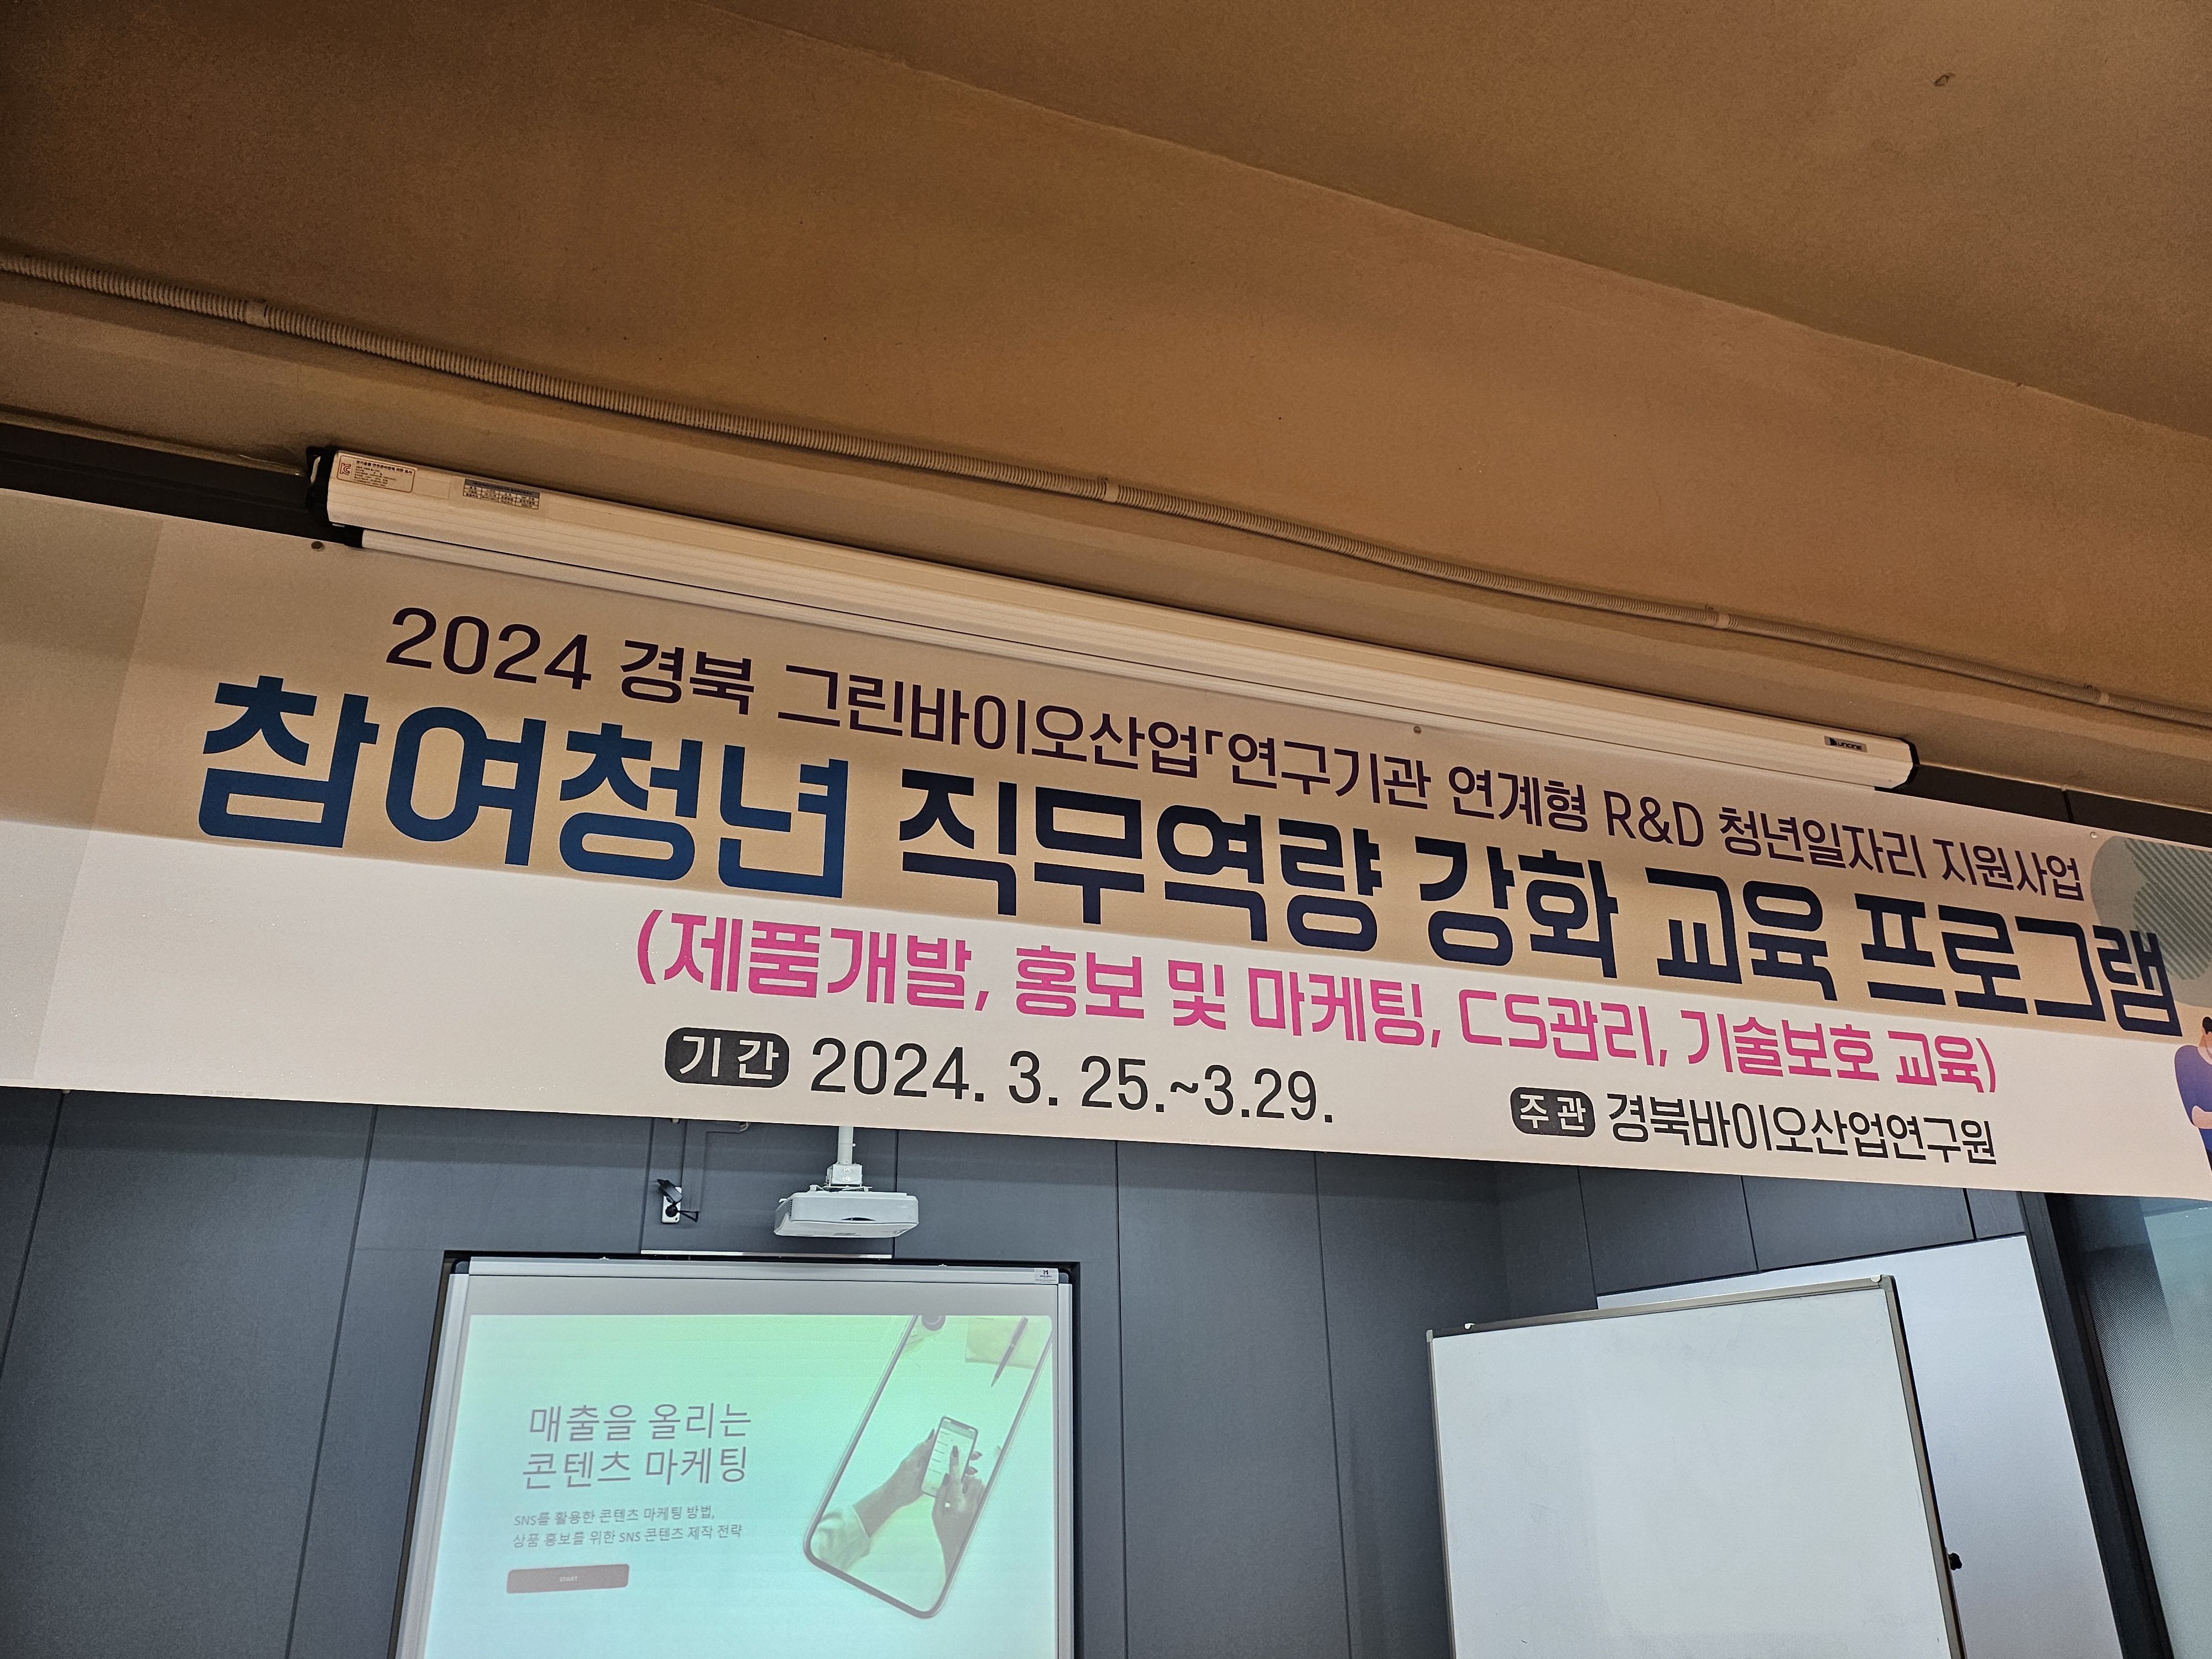 2024 경북 그린바이오산업「연구기관 연계형 R&D 청년일자리 지원사업
참여청년 직무역량 강화 교육 프로그램
(제품개발, 홍보 및 마케팅, CS관리, 기술보호 교육)
기 간 2024. 3. 25.~3.29.
주 관 경북바이오산업연구원
매출을 올리는
콘텐츠 마케팅
SNS를 활용한 콘텐츠 마케팅 방법,
상품 홍보를 위한 SNS 콘텐츠 제작 전략
START